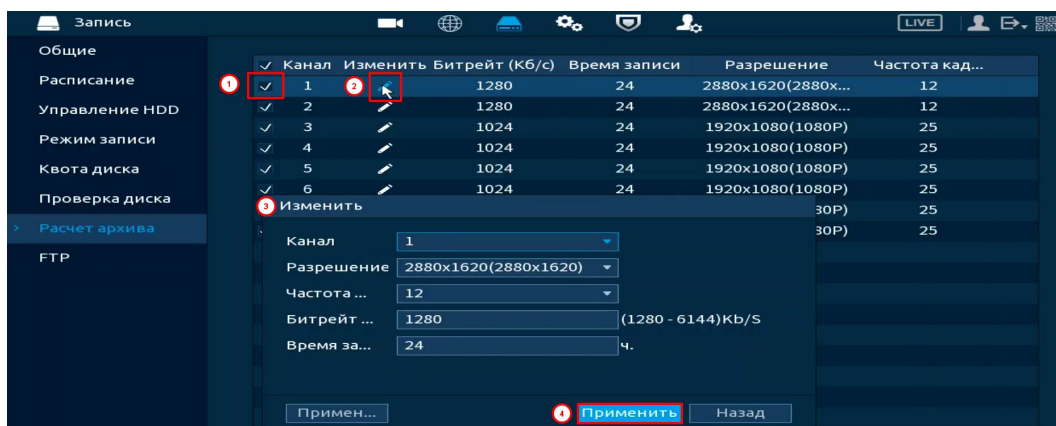 Запись LIVE
Общие
Расписание
Управление HDD
Режим записи
Квота диска
Проверка диска
> Расчет архива
FTP
Канал Изменить Битрейт (Кб/с) Время записи Разрешение Частота кад...
1 1 2 1280 24 2880x1620(2880x... 12
2 1280 24 2880x1620(2880x... 12
3 1024 24 1920x1080(1080P) 25
4 1024 24 1920x1080(1080P) 25
5 1024 24 1920x1080(1080P) 25
6 1024 24 1920x1080(1080P) 25
30P) 25
30P) 25
3 Изменить
Канал 1
Разрешение 2880x1620(2880x1620)
Частота ... 12
Битрейт ... 1280 (1280 - 6144)Kb/S
Время за... 24 ч.
Примен... 4 Применить Назад